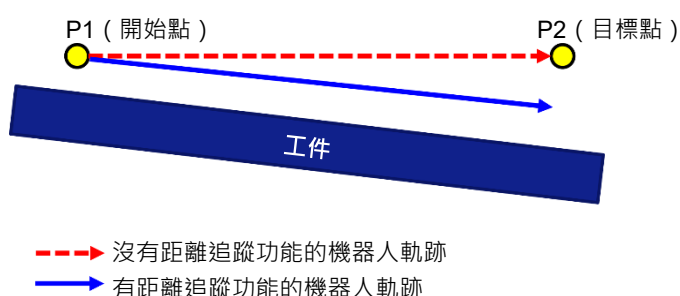 P1（開始點）
P2（目標點）
工件
沒有距離追蹤功能的機器人軌跡
有距離追蹤功能的機器人軌跡